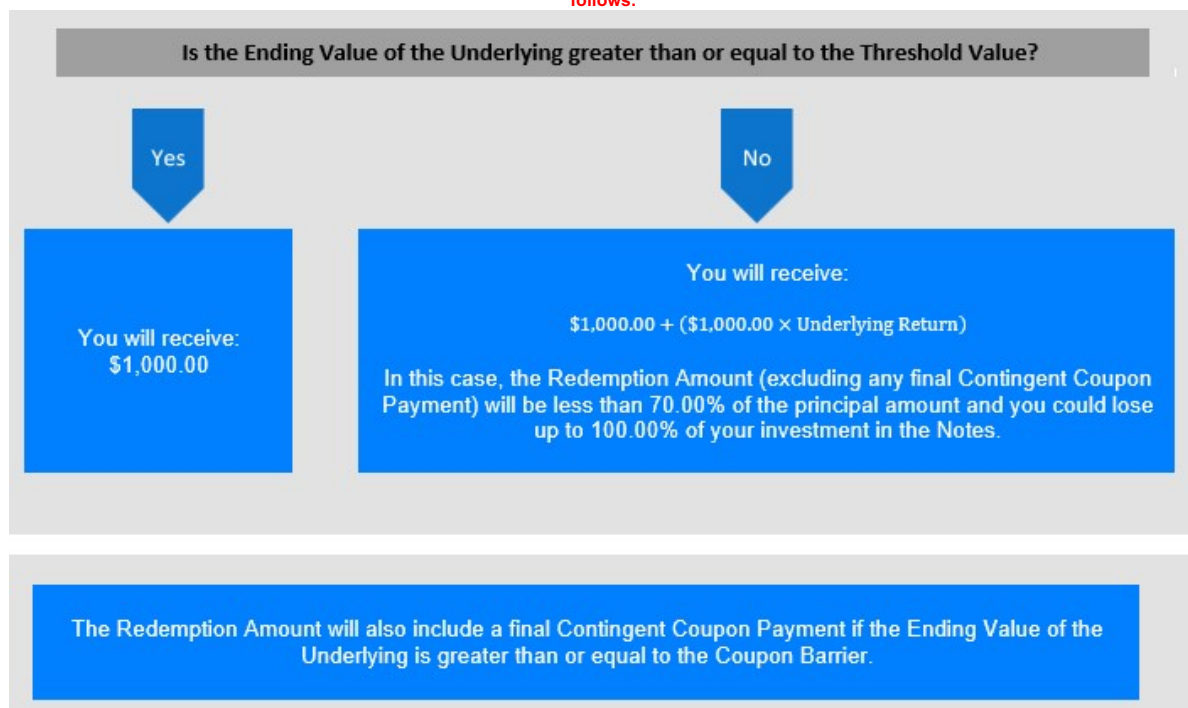 follows:
Is the Ending Value of the Underlying greater than or equal to the Threshold Value?
Yes
No
You will receive:
$1,000.00
You will receive:
$1,000.00 + ($1,000.00 × Underlying Return)
In this case, the Redemption Amount (excluding any final Contingent Coupon
Payment) will be less than 70.00% of the principal amount and you could lose
up to 100.00% of your investment in the Notes.
The Redemption Amount will also include a final Contingent Coupon Payment if the Ending Value of the
Underlying is greater than or equal to the Coupon Barrier.